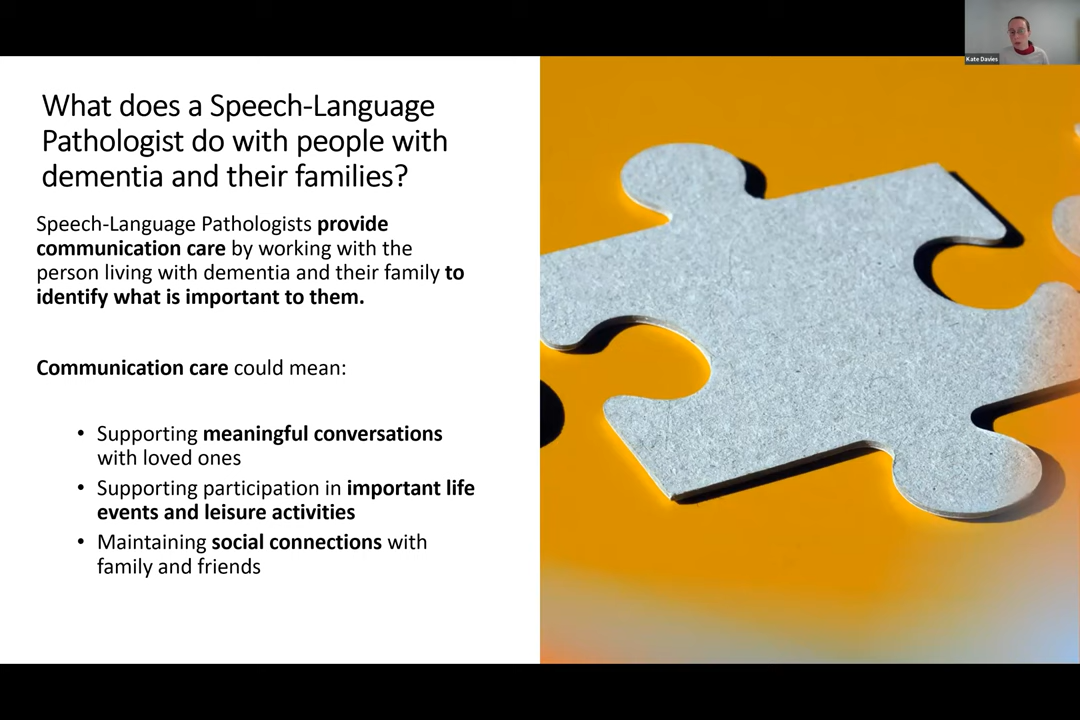 Kate Davies
What does a Speech-Language
Pathologist do with people with
dementia and their families?
Speech-Language Pathologists provide
communication care by working with the
person living with dementia and their family to
identify what is important to them.
Communication care could mean:
• Supporting meaningful conversations
with loved ones
• Supporting participation in important life
events and leisure activities
• Maintaining social connections with
family and friends